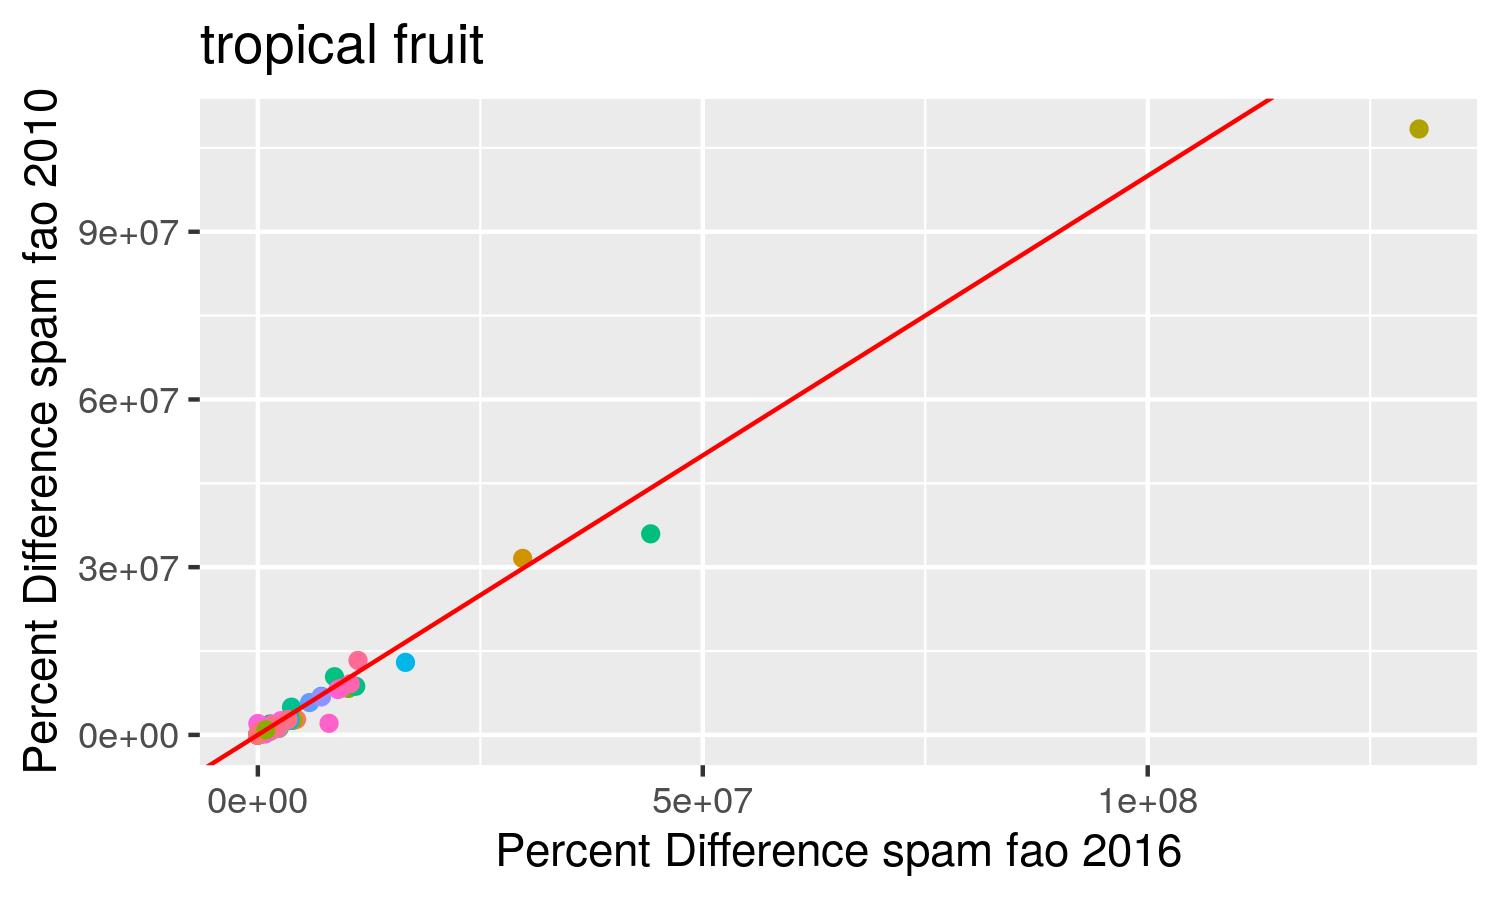 tropical fruit
Percent Difference spam fao 2010
9e+07
6e+07
3e+07
0e+00
0e+00
5e+07
1e+08
Percent Difference spam fao 2016